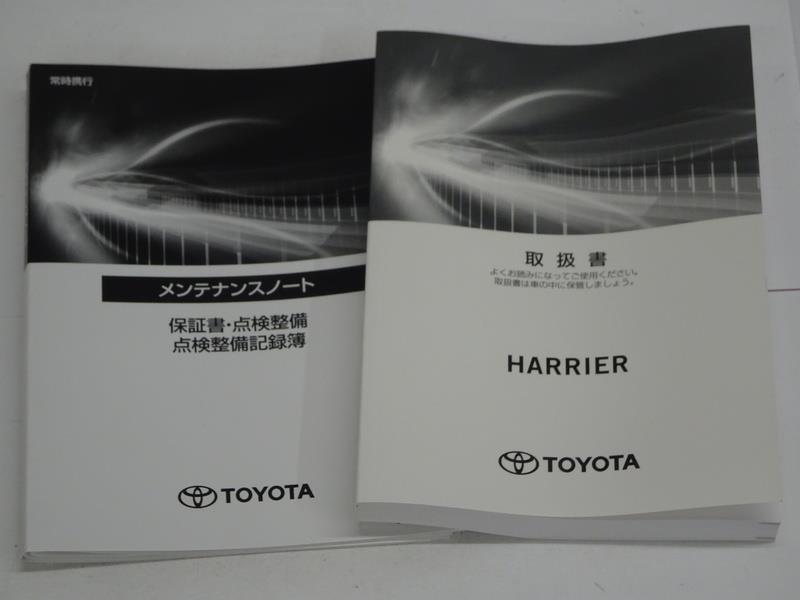 常時携行
メンテナンスノート
保証書・点検整備
点検整備記録簿
TOYOTA
取扱書
よくお読みになってご使用ください。
取扱書は車の中に保管しましょう。
HARRIER
TOYOTA